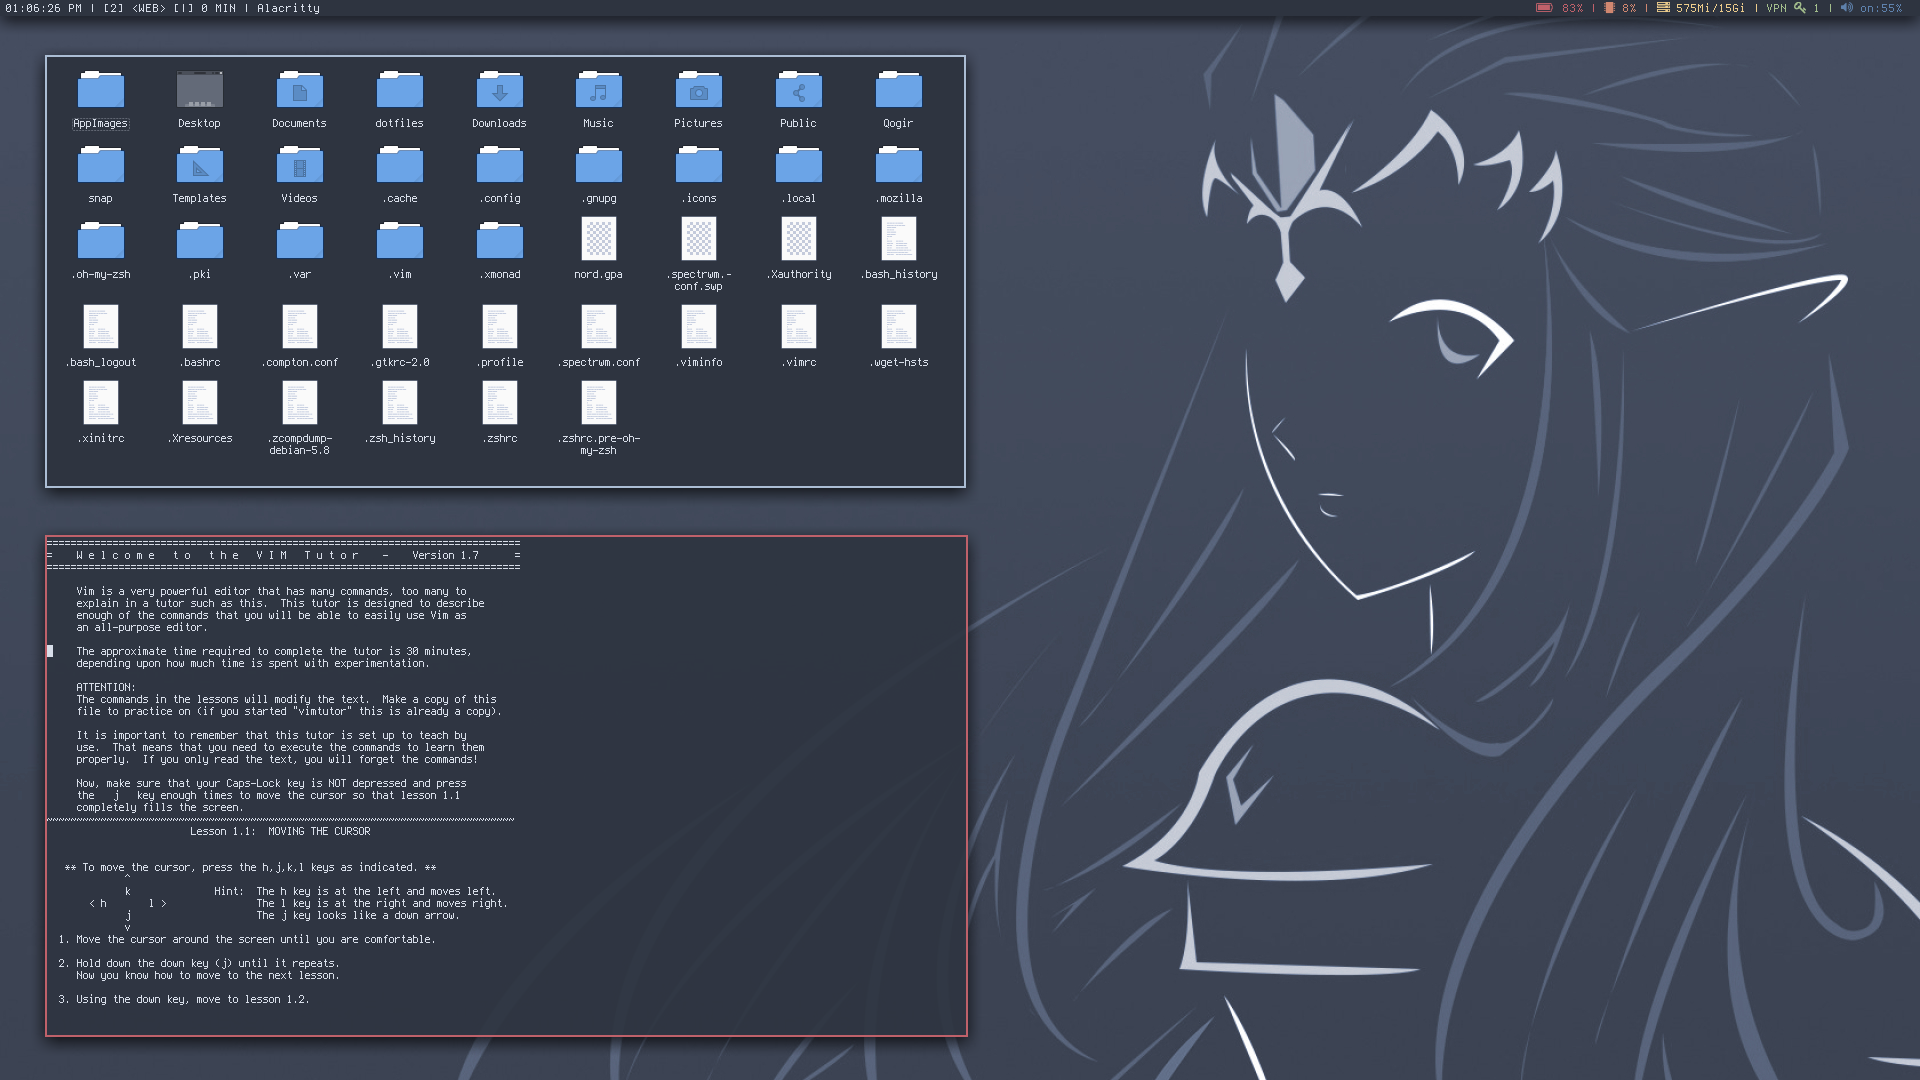 01:06:26 PM | [2] <WEB> [|] 0 MIN | Alacritty
83% | 8% | 575Mi/15Gi | VPN 1 | on:55%
AppImages Desktop Documents dotfiles Downloads Music Pictures Public Qogir
snap Templates Videos .cache .config .gnupg .icons .local .mozilla
.oh-my-zsh .pki .var .vim .xmonad nord.gpa .spectrwm.- .Xauthority .bash_history
conf.swp
.bash_logout .bashrc .compton.conf .gtkrc-2.0 .profile .spectrwm.conf .viminfo .vimrc .wget-hsts
.xinitrc .Xresources .zcompdump- .zsh_history .zshrc .zshrc.pre-oh-
debian-5.8 my-zsh
===============================================================================
= W e l c o m e t o t h e V I M T u t o r - Version 1.7 =
===============================================================================
Vim is a very powerful editor that has many commands, too many to
explain in a tutor such as this. This tutor is designed to describe
enough of the commands that you will be able to easily use Vim as
an all-purpose editor.
The approximate time required to complete the tutor is 30 minutes,
depending upon how much time is spent with experimentation.
ATTENTION:
The commands in the lessons will modify the text. Make a copy of this
file to practice on (if you started "vimtutor" this is already a copy).
It is important to remember that this tutor is set up to teach by
use. That means that you need to execute the commands to learn them
properly. If you only read the text, you will forget the commands!
Now, make sure that your Caps-Lock key is NOT depressed and press
the j key enough times to move the cursor so that lesson 1.1
completely fills the screen.
~~~~~~~~~~~~~~~~~~~~~~~~~~~~~~~~~~~~~~~~~~~~~~~~~~~~~~~~~~~~~~~~~~~~~~~~~~~~~~
Lesson 1.1: MOVING THE CURSOR
** To move the cursor, press the h,j,k,l keys as indicated. **
^
k Hint: The h key is at the left and moves left.
< h l > The l key is at the right and moves right.
j The j key looks like a down arrow.
v
1. Move the cursor around the screen until you are comfortable.
2. Hold down the down key (j) until it repeats.
Now you know how to move to the next lesson.
3. Using the down key, move to lesson 1.2.